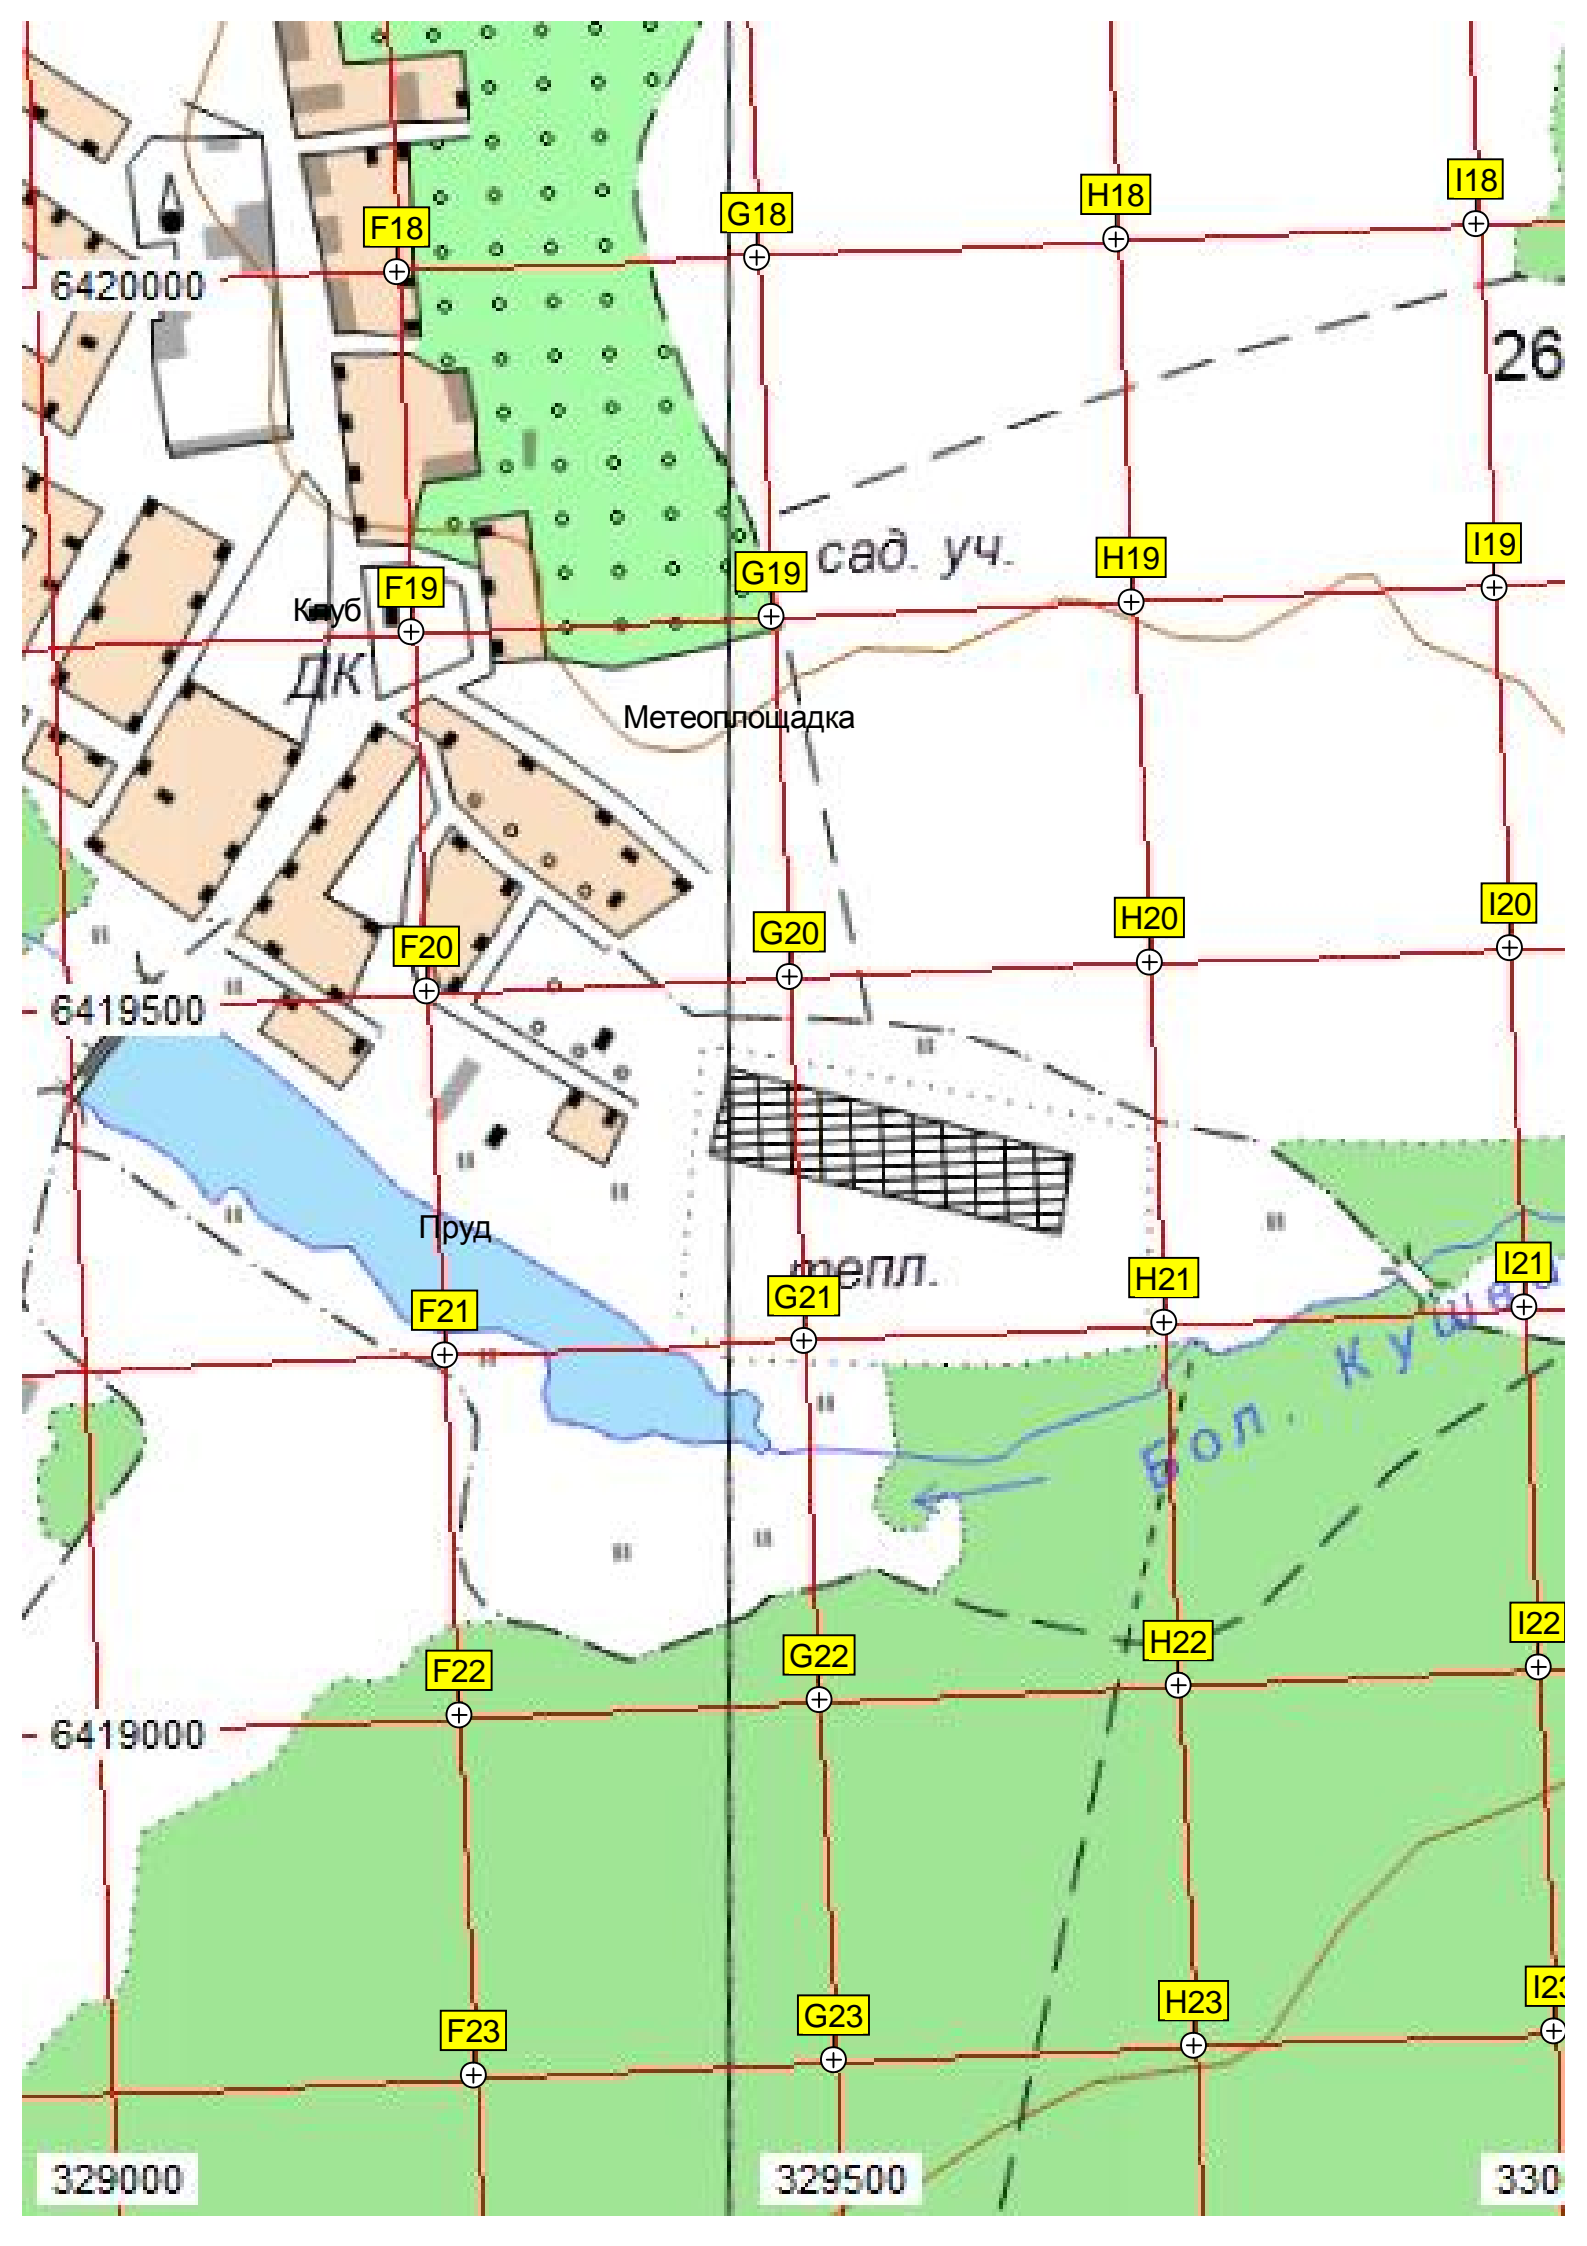 I18
H18
G18
F18
6420000
26
сад. уч.
I19
H19
G19
F19
Клуб
ДК
Метеоплощадка
I20
H20
G20
F20
6419500
Пруд
тепл.
I21
H21
G21
F21
Бол. Кушва
I22
H22
G22
F22
6419000
I23
H23
G23
F23
329000
329500
330